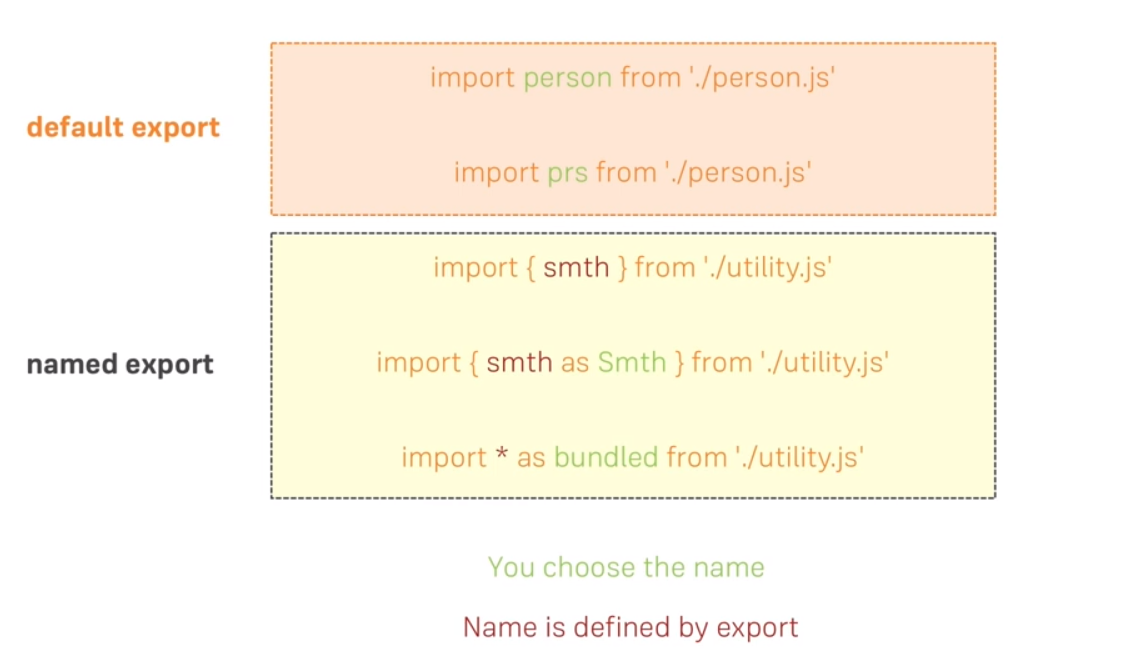 default export
import person from './person.js'
import prs from './person.js'
named export
import { smth } from './utility.js'
import { smth as Smth } from './utility.js'
import * as bundled from './utility.js'
You choose the name
Name is defined by export